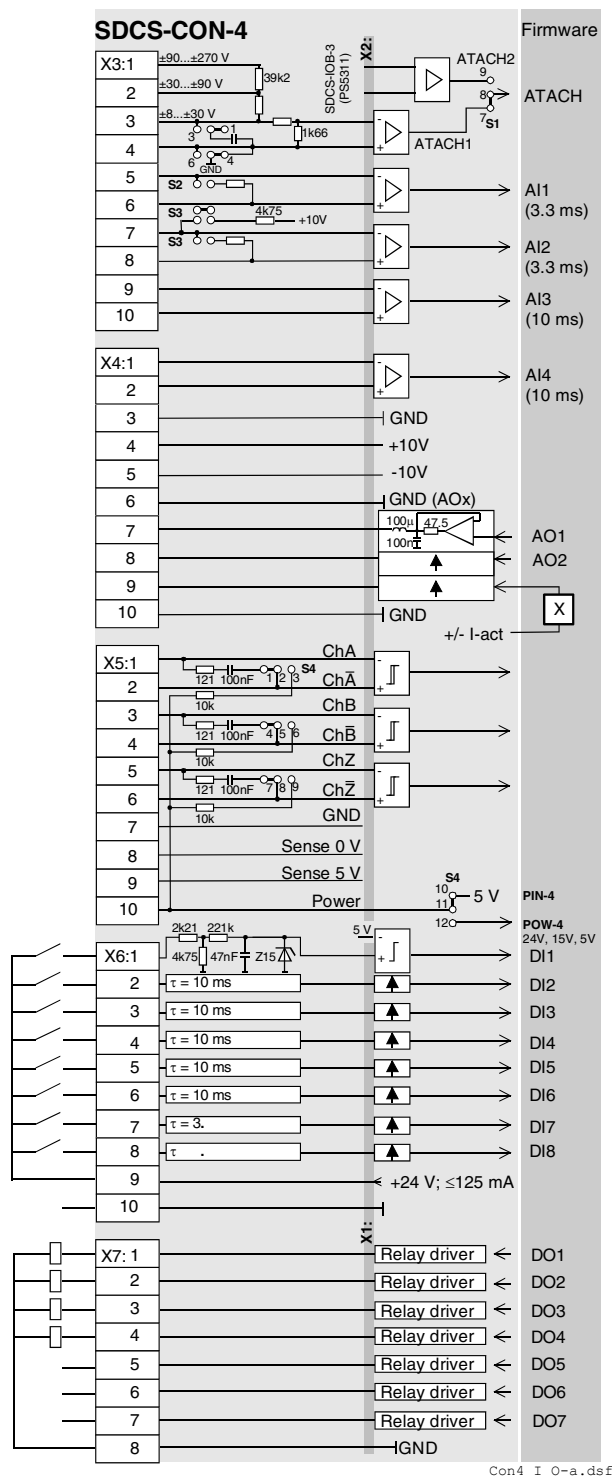 SDCS-CON-4 Firmware
X3:1 ±90...±270 V
2 ±30...±90 V 39k2
3 ±8...±30 V
4
SDCS-IOB-3
(PS5311)
X2:
ATACH2
9
8
7 S1
ATACH
ATACH1
1k66
3 1
6 4
GND
5 S2
6 S3 4k75 +10V
7 S3
8
9
10
AI1
(3.3 ms)
AI2
(3.3 ms)
AI3
(10 ms)
X4:1
2
AI4
(10 ms)
3 GND
4 +10V
5 -10V
6 GND (AOx)
7 100µ 47.5 AO1
100n
8 AO2
9 X
10 GND
+/- I-act
X5:1 ChA
121 100nF 1 2 3 S4
2 ChA̅
10k
3 ChB
121 100nF 4 5 6
4 ChB̅
10k
5 ChZ
121 100nF 7 8 9
6 ChZ̅
10k
7 GND
8 Sense 0 V
9 Sense 5 V
10 Power
S4
10 5 V PIN-4
11
12 POW-4
24V, 15V, 5V
2k21 221k 5 V
X6:1 4k75 47nF Z15 DI1
2 τ = 10 ms DI2
3 τ = 10 ms DI3
4 τ = 10 ms DI4
5 τ = 10 ms DI5
6 τ = 10 ms DI6
7 τ = 3. DI7
8 τ . DI8
9 +24 V; ≤125 mA
10
X1:
X7: 1 Relay driver DO1
2 Relay driver DO2
3 Relay driver DO3
4 Relay driver DO4
5 Relay driver DO5
6 Relay driver DO6
7 Relay driver DO7
8 GND
Con4 I O-a.dsf